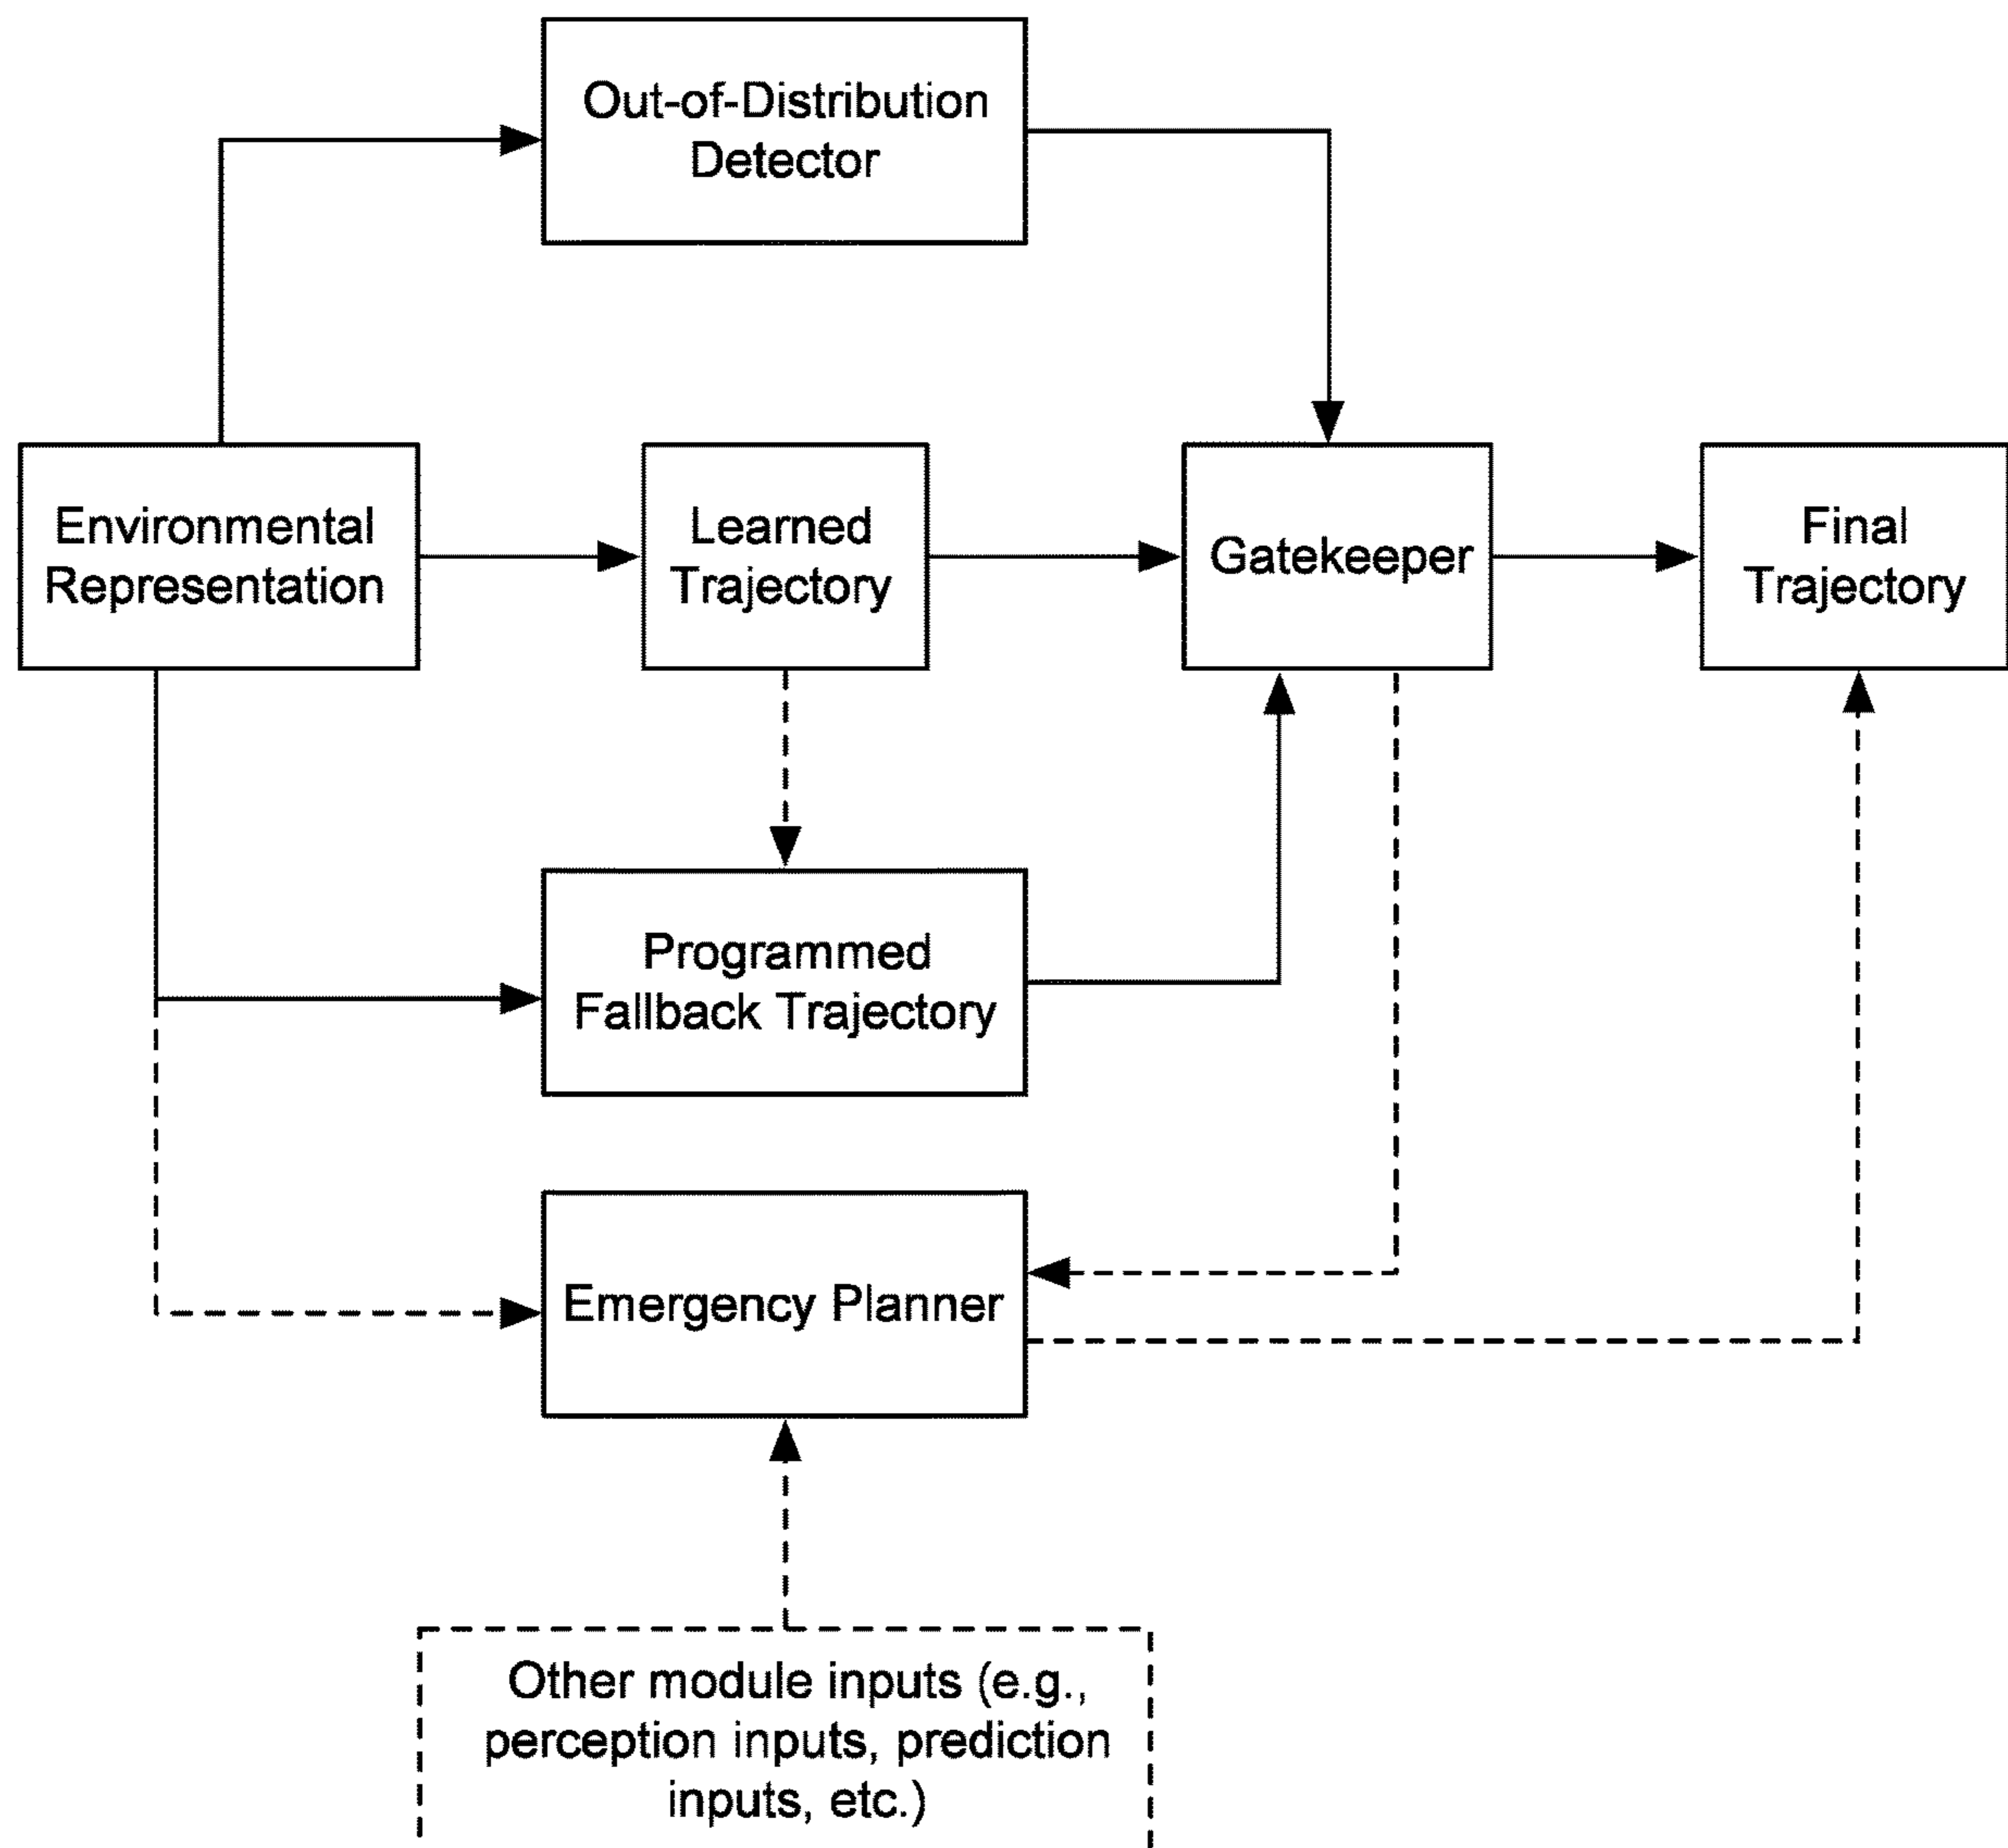 Out-of-Distribution
Detector
Environmental
Representation
Learned
Trajectory
Gatekeeper
Final
Trajectory
Programmed
Fallback Trajectory
Emergency Planner
Other module inputs (e.g.,
perception inputs, prediction
inputs, etc.)